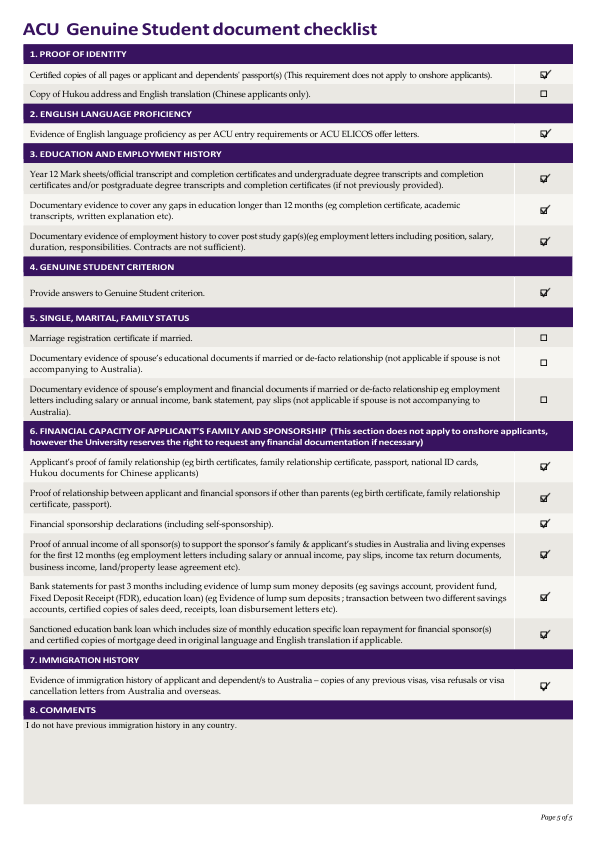 ACU Genuine Student document checklist
1. PROOF OF IDENTITY
Certified copies of all pages or applicant and dependents' passport(s) (This requirement does not apply to onshore applicants).
Copy of Hukou address and English translation (Chinese applicants only).
2. ENGLISH LANGUAGE PROFICIENCY
Evidence of English language proficiency as per ACU entry requirements or ACU ELICOS offer letters.
3. EDUCATION AND EMPLOYMENT HISTORY
Year 12 Mark sheets/official transcript and completion certificates and undergraduate degree transcripts and completion
certificates and/or postgraduate degree transcripts and completion certificates (if not previously provided).
Documentary evidence to cover any gaps in education longer than 12 months (eg completion certificate, academic
transcripts, written explanation etc).
Documentary evidence of employment history to cover post study gap(s)(eg employment letters including position, salary,
duration, responsibilities. Contracts are not sufficient).
4. GENUINE STUDENT CRITERION
Provide answers to Genuine Student criterion.
5. SINGLE, MARITAL, FAMILY STATUS
Marriage registration certificate if married.
Documentary evidence of spouse's educational documents if married or de-facto relationship (not applicable if spouse is not
accompanying to Australia).
Documentary evidence of spouse's employment and financial documents if married or de-facto relationship eg employment
letters including salary or annual income, bank statement, pay slips (not applicable if spouse is not accompanying to
Australia).
6. FINANCIAL CAPACITY OF APPLICANT'S FAMILY AND SPONSORSHIP (This section does not apply to onshore applicants,
however the University reserves the right to request any financial documentation if necessary)
Applicant's proof of family relationship (eg birth certificates, family relationship certificate, passport, national ID cards,
Hukou documents for Chinese applicants)
Proof of relationship between applicant and financial sponsors if other than parents (eg birth certificate, family relationship
certificate, passport).
Financial sponsorship declarations (including self-sponsorship).
Proof of annual income of all sponsor(s) to support the sponsor's family & applicant's studies in Australia and living expenses
for the first 12 months (eg employment letters including salary or annual income, pay slips, income tax return documents,
business income, land/property lease agreement etc).
Bank statements for past 3 months including evidence of lump sum money deposits (eg savings account, provident fund,
Fixed Deposit Receipt (FDR), education loan) (eg Evidence of lump sum deposits ; transaction between two different savings
accounts, certified copies of sales deed, receipts, loan disbursement letters etc).
Sanctioned education bank loan which includes size of monthly education specific loan repayment for financial sponsor(s)
and certified copies of mortgage deed in original language and English translation if applicable.
7. IMMIGRATION HISTORY
Evidence of immigration history of applicant and dependent/s to Australia – copies of any previous visas, visa refusals or visa
cancellation letters from Australia and overseas.
8. COMMENTS
I do not have previous immigration history in any country.
Page 5 of 5